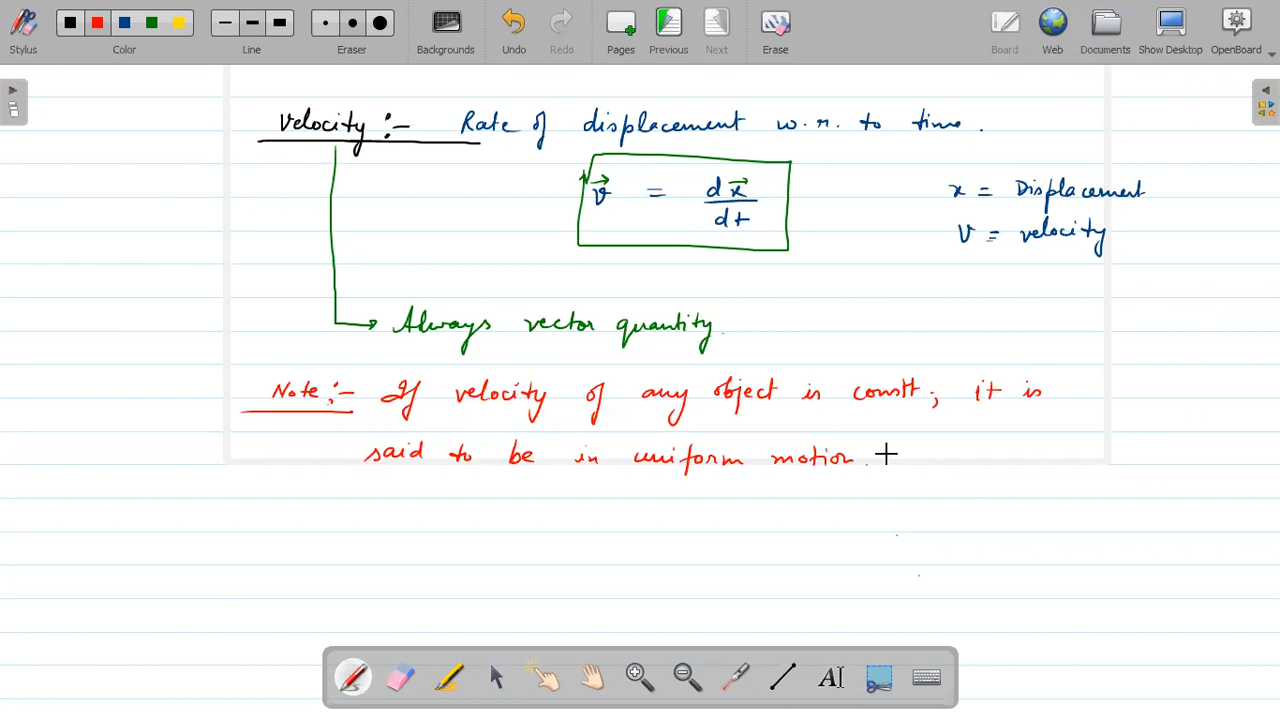 Stylus Color Line Eraser Backgrounds Undo Redo Pages Previous Next Erase Board Web Documents Show Desktop OpenBoard
velocity :- Rate of displacement w.r. to time.
v⃗ = dx⃗/dt
x = Displacement
v = velocity
Always vector quantity.
Note :- If velocity of any object is constt; it is
said to be in uniform motion.
AI